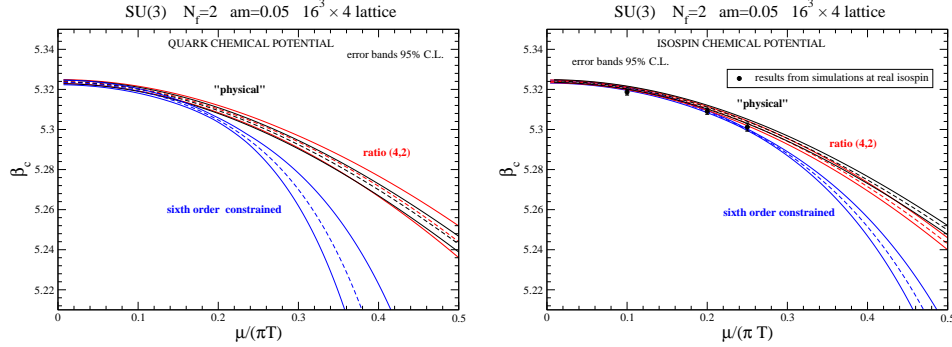 SU(3) N_f=2 am=0.05 16^3 × 4 lattice
QUARK CHEMICAL POTENTIAL
error bands 95% C.L.
"physical"
ratio (4,2)
sixth order constrained
β_c
5.34
5.32
5.3
5.28
5.26
5.24
5.22
0
0.1
0.2
0.3
0.4
0.5
μ/(πT)
SU(3) N_f=2 am=0.05 16^3 × 4 lattice
ISOSPIN CHEMICAL POTENTIAL
error bands 95% C.L.
results from simulations at real isospin
"physical"
ratio (4,2)
sixth order constrained
β_c
5.34
5.32
5.3
5.28
5.26
5.24
5.22
0
0.1
0.2
0.3
0.4
0.5
μ/(π T)